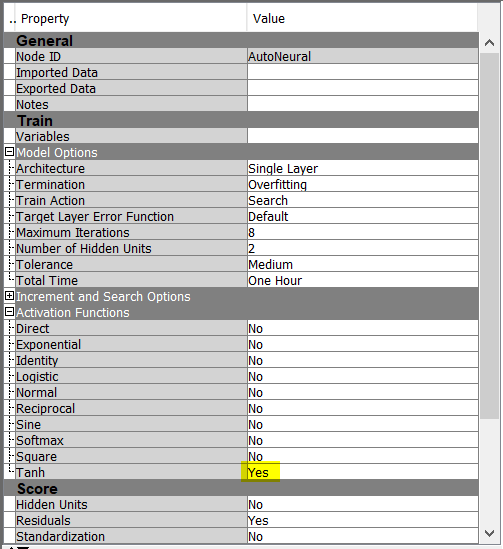 .. Property Value
General
Node ID AutoNeural
Imported Data
Exported Data
Notes
Train
Variables
Model Options
Architecture Single Layer
Termination Overfitting
Train Action Search
Target Layer Error Function Default
Maximum Iterations 8
Number of Hidden Units 2
Tolerance Medium
Total Time One Hour
Increment and Search Options
Activation Functions
Direct No
Exponential No
Identity No
Logistic No
Normal No
Reciprocal No
Sine No
Softmax No
Square No
Tanh Yes
Score
Hidden Units No
Residuals Yes
Standardization No